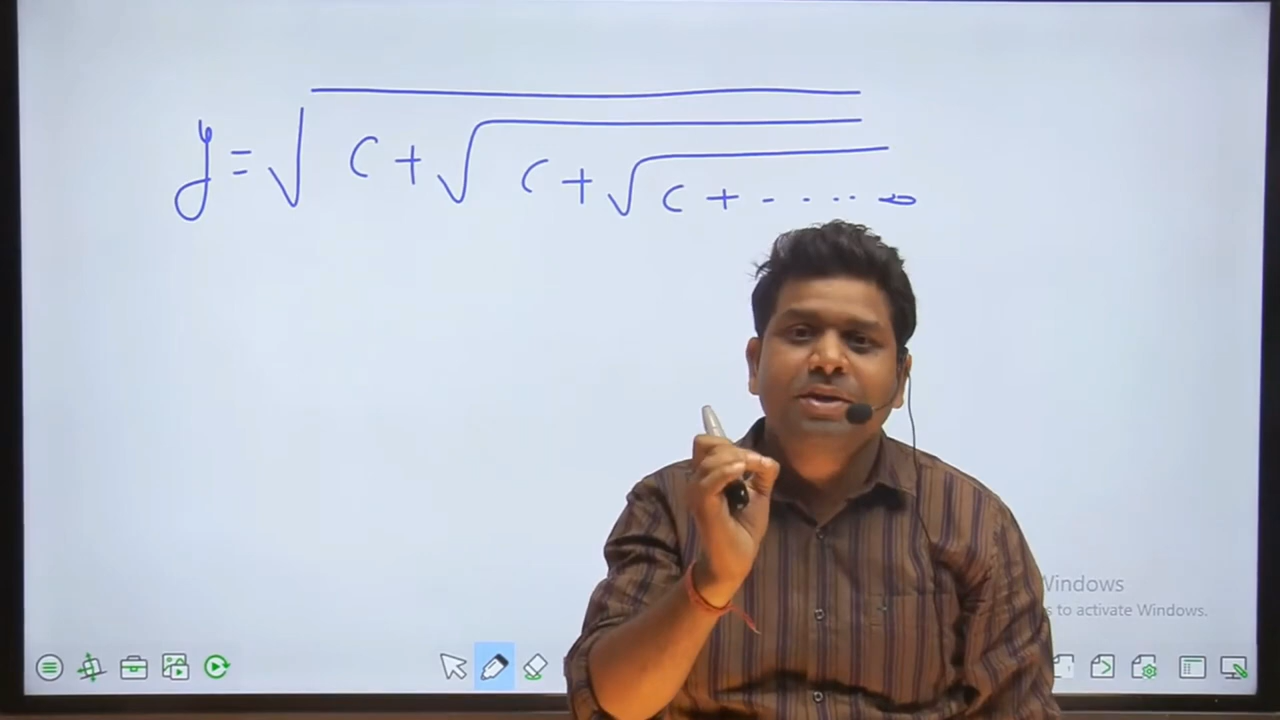 y = √ C + √ C + √ C + - . . .. ∞
Windows
s to activate Windows.